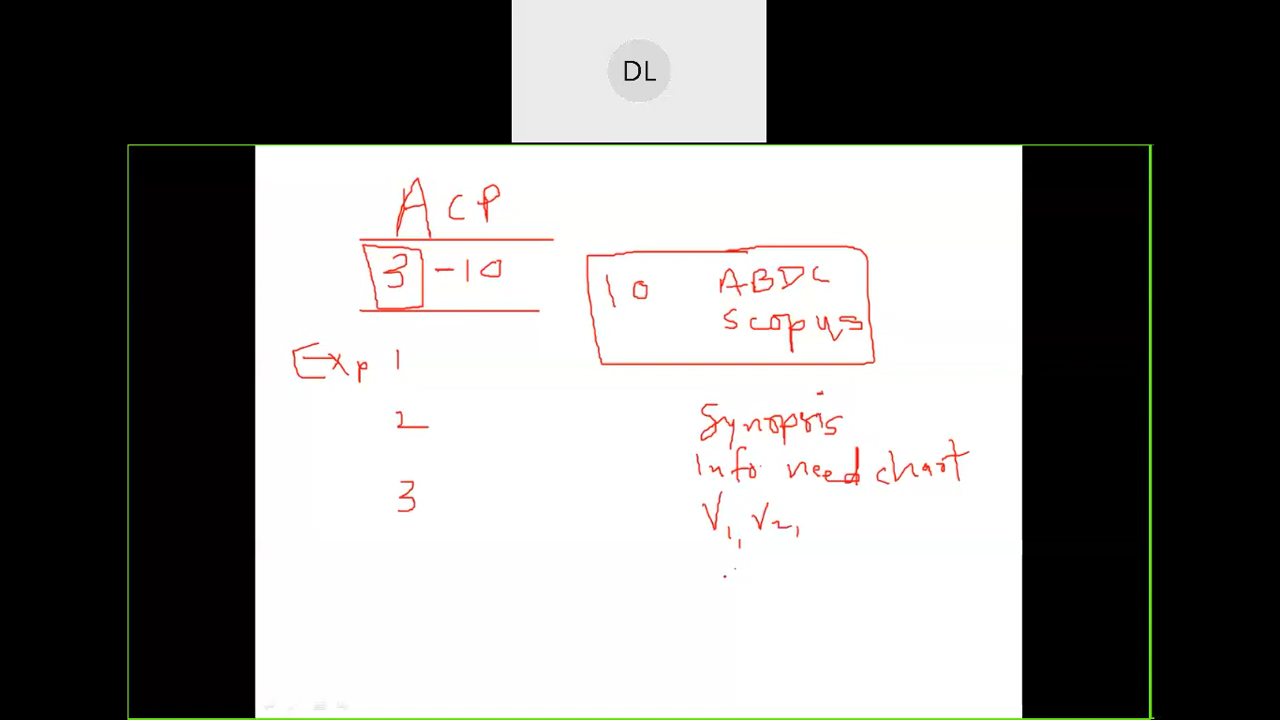 DL
ACP
3 - 10
10 ABDC
Scopus
Exp 1
2
3
Synopsis
Info need chart
V1, V2,